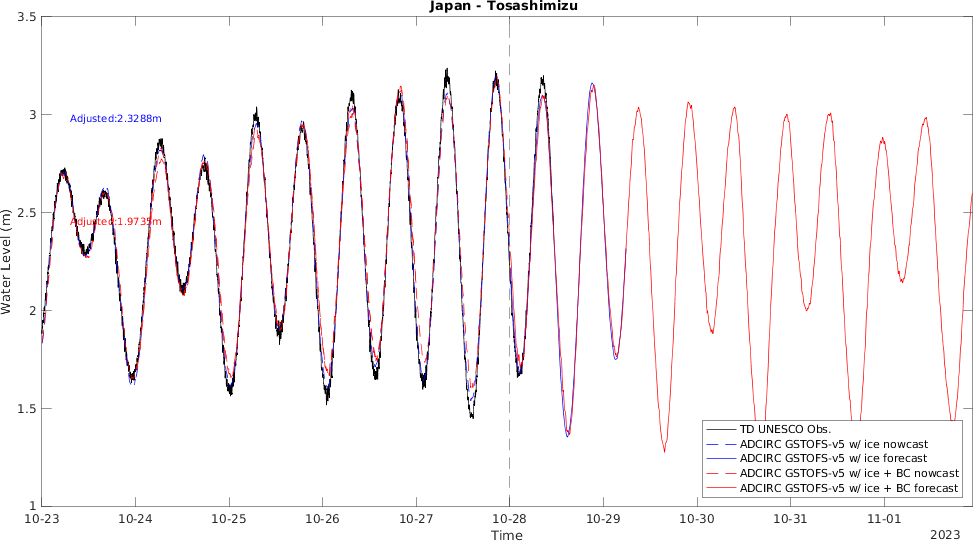 Japan - Tosashimizu
3.5
3
2.5
2
1.5
1
Water Level (m)
Adjusted:2.3288m
Adjusted:1.9735m
TD UNESCO Obs.
ADCIRC GSTOFS-v5 w/ ice nowcast
ADCIRC GSTOFS-v5 w/ ice forecast
ADCIRC GSTOFS-v5 w/ ice + BC nowcast
ADCIRC GSTOFS-v5 w/ ice + BC forecast
10-23 10-24 10-25 10-26 10-27 10-28 10-29 10-30 10-31 11-01
Time
2023